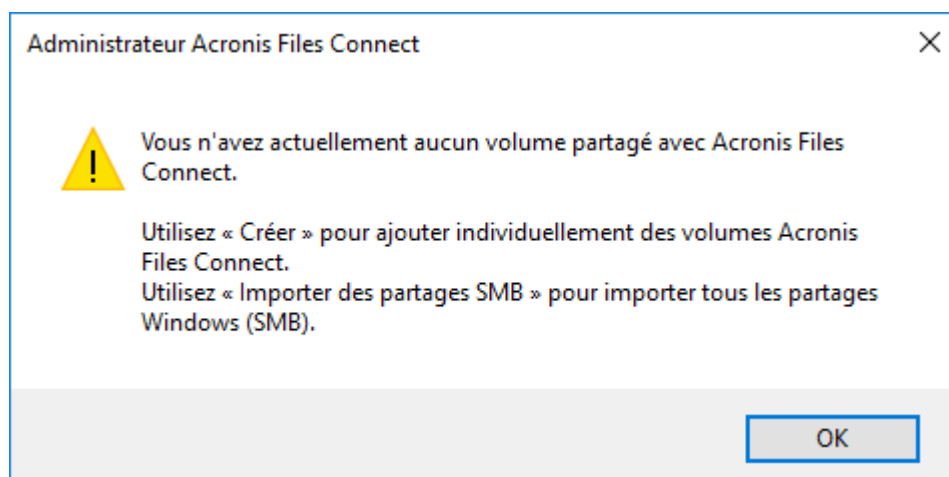 Administrateur Acronis Files Connect
Vous n'avez actuellement aucun volume partagé avec Acronis Files
Connect.
Utilisez « Créer » pour ajouter individuellement des volumes Acronis
Files Connect.
Utilisez « Importer des partages SMB » pour importer tous les partages
Windows (SMB).
OK